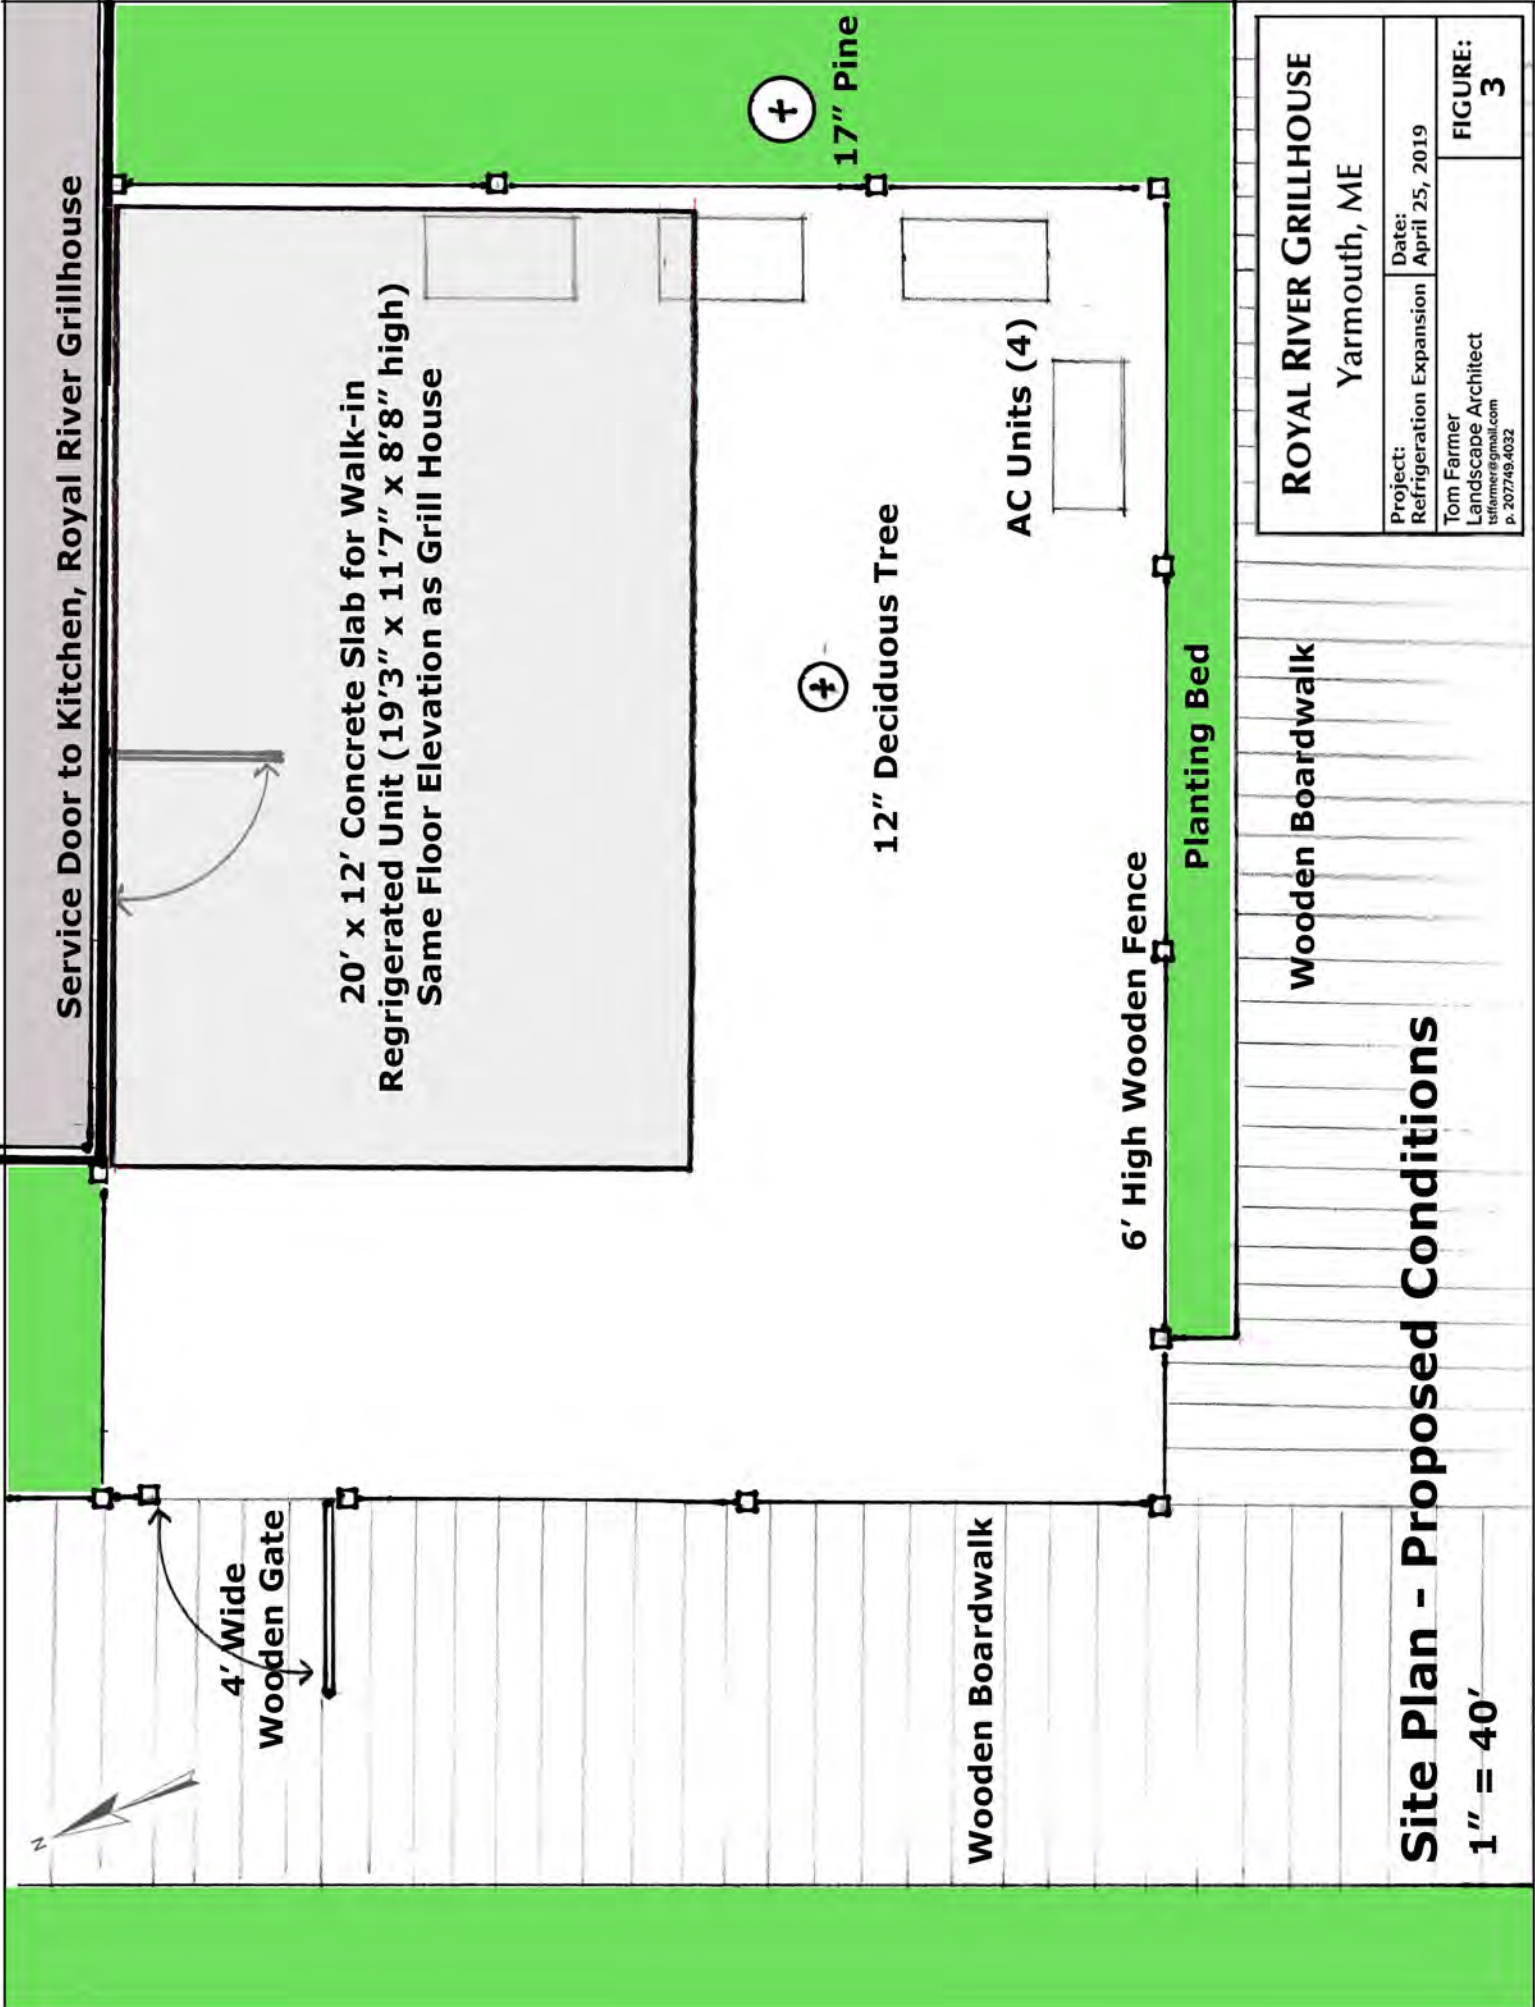 Service Door to Kitchen, Royal River Grillhouse
20′ x 12′ Concrete Slab for Walk-in
Regrigerated Unit (19′3″ x 11′7″ x 8′8″ high)
Same Floor Elevation as Grill House
17″ Pine
4′ Wide
Wooden Gate
N
12″ Deciduous Tree
AC Units (4)
6′ High Wooden Fence
Planting Bed
Wooden Boardwalk
Wooden Boardwalk
Site Plan - Proposed Conditions
1″ = 40′
ROYAL RIVER GRILLHOUSE
Yarmouth, ME
Project:
Refrigeration Expansion
Date:
April 25, 2019
Tom Farmer
Landscape Architect
tsffarmer@gmail.com
p. 207.749.4032
FIGURE:
3